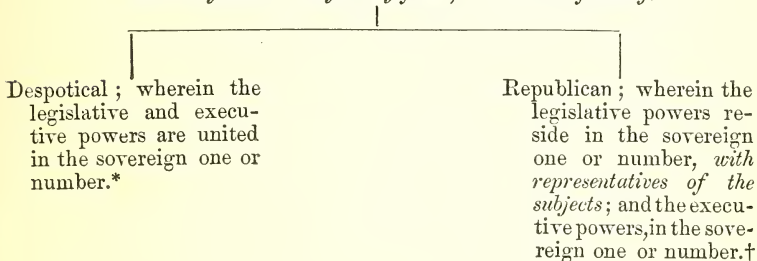 Despotical ; wherein the
legislative and execu-
tive powers are united
in the sovereign one or
number.*
Republican ; wherein the
legislative powers re-
side in the sovereign
one or number, with
representatives of the
subjects ; and the execu-
tive powers, in the sove-
reign one or number.†